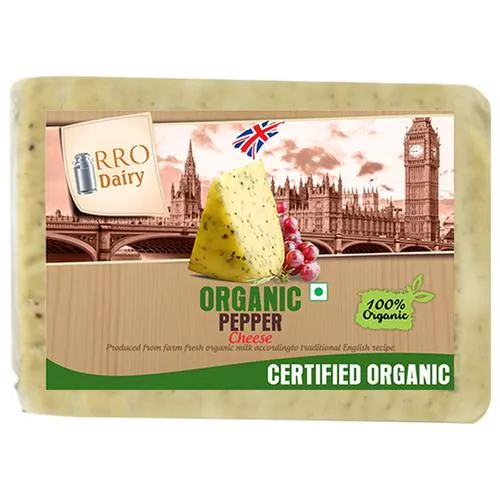 RRO
Dairy
ORGANIC
PEPPER
Cheese
100%
Organic
Produced from farm fresh organic milk accordingto traditional English recipe
CERTIFIED ORGANIC